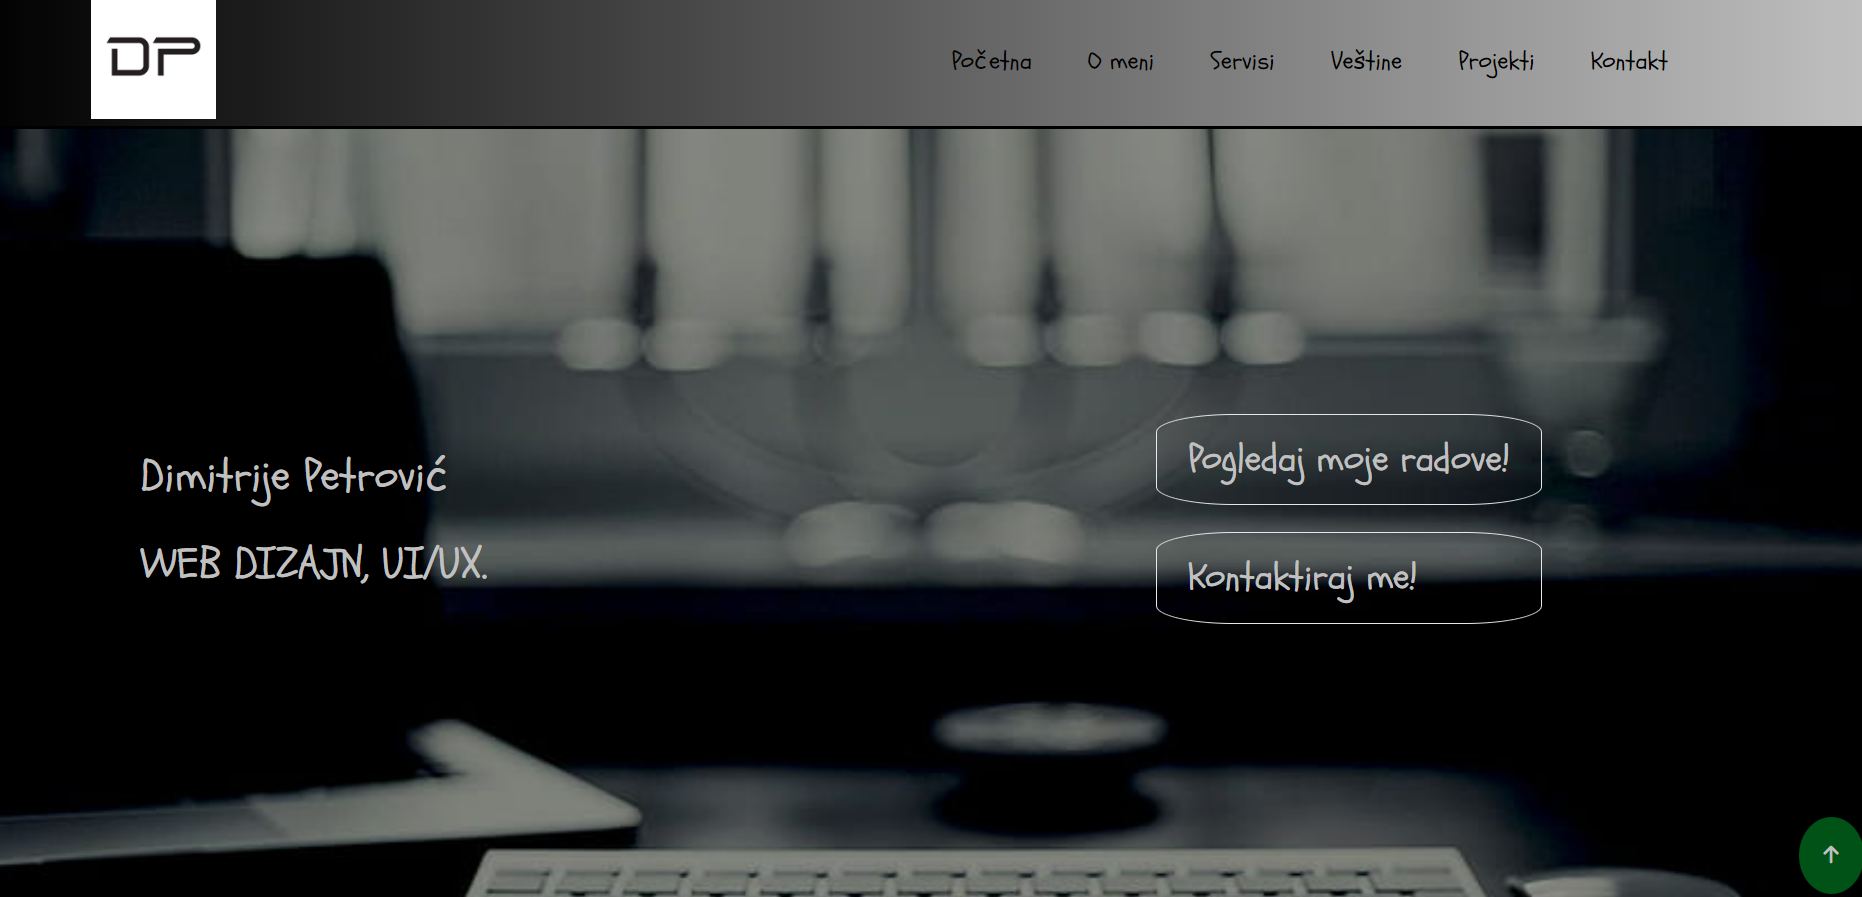 DP
Početna
O meni
Servisi
Veštine
Projekti
Kontakt
Dimitrije Petrović
WEB DIZAJN, UI/UX.
Pogledaj moje radove!
Kontaktiraj me!